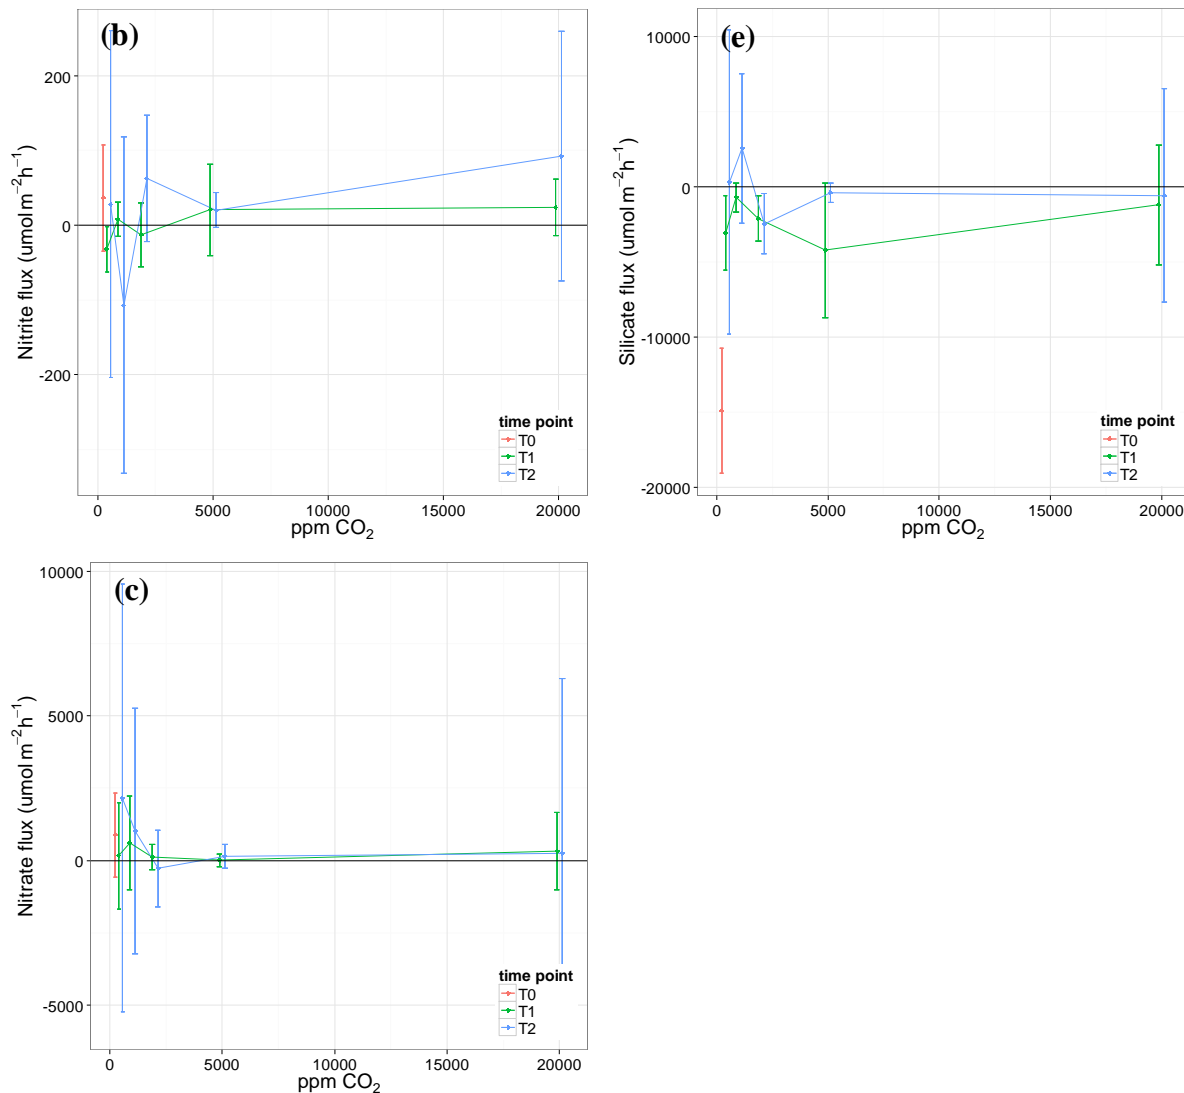 (b)
Nitrite flux (umol m−2h−1)
200
0
-200
0
5000
10000
15000
20000
ppm CO2
time point
T0
T1
T2
(e)
Silicate flux (umol m−2h−1)
10000
0
-10000
-20000
0
5000
10000
15000
20000
ppm CO2
time point
T0
T1
T2
(c)
Nitrate flux (umol m−2h−1)
10000
5000
0
-5000
0
5000
10000
15000
20000
ppm CO2
time point
T0
T1
T2